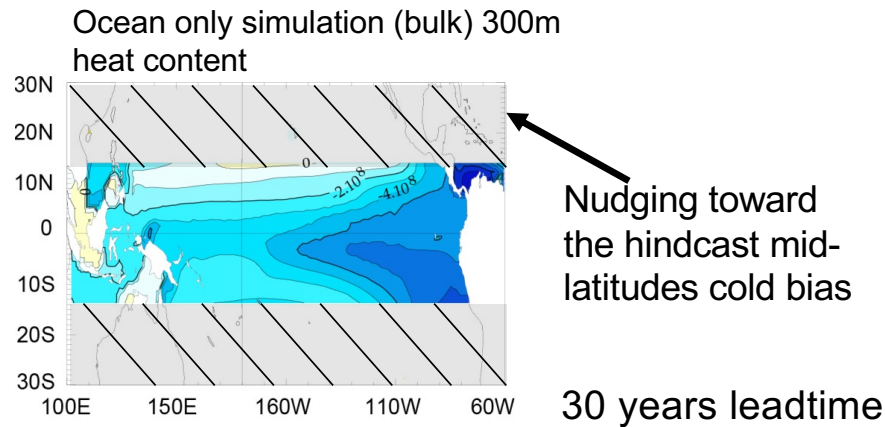 Ocean only simulation (bulk) 300m
heat content
30N
20N
10N
0
10S
20S
30S
0
0
-2.10⁸
-4.10⁸
100E 150E 160W 110W 60W
Nudging toward
the hindcast mid-
latitudes cold bias
30 years leadtime